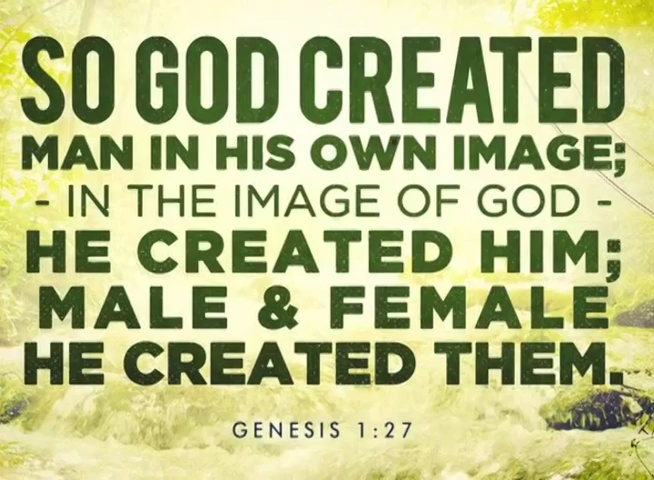 SO GOD CREATED
MAN IN HIS OWN IMAGE;
- IN THE IMAGE OF GOD -
HE CREATED HIM;
MALE & FEMALE
HE CREATED THEM.
GENESIS 1:27